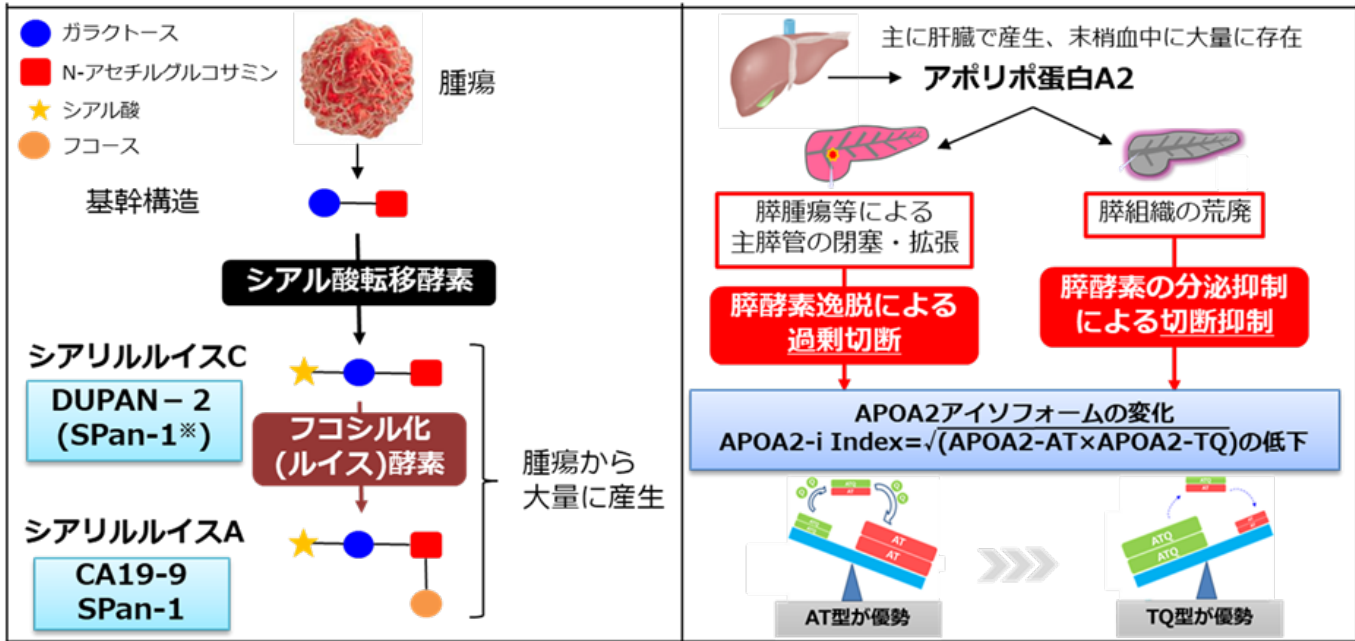 ガラクトース
N-アセチルグルコサミン
シアル酸
フコース
腫瘍
基幹構造
シアル酸転移酵素
シアリルルイスC
DUPAN－2
(SPan-1※)
フコシル化
(ルイス)酵素
腫瘍から
大量に産生
シアリルルイスA
CA19-9
SPan-1
主に肝臓で産生、末梢血中に大量に存在
アポリポ蛋白A2
膵腫瘍等による
主膵管の閉塞・拡張
膵組織の荒廃
膵酵素逸脱による
過剰切断
膵酵素の分泌抑制
による切断抑制
APOA2アイソフォームの変化
APOA2-i Index=√(APOA2-AT×APOA2-TQ)の低下
Q
Q
ATQ
AT
Q
Q
AT
AT
AT型が優勢
ATQ
ATQ
TQ型が優勢